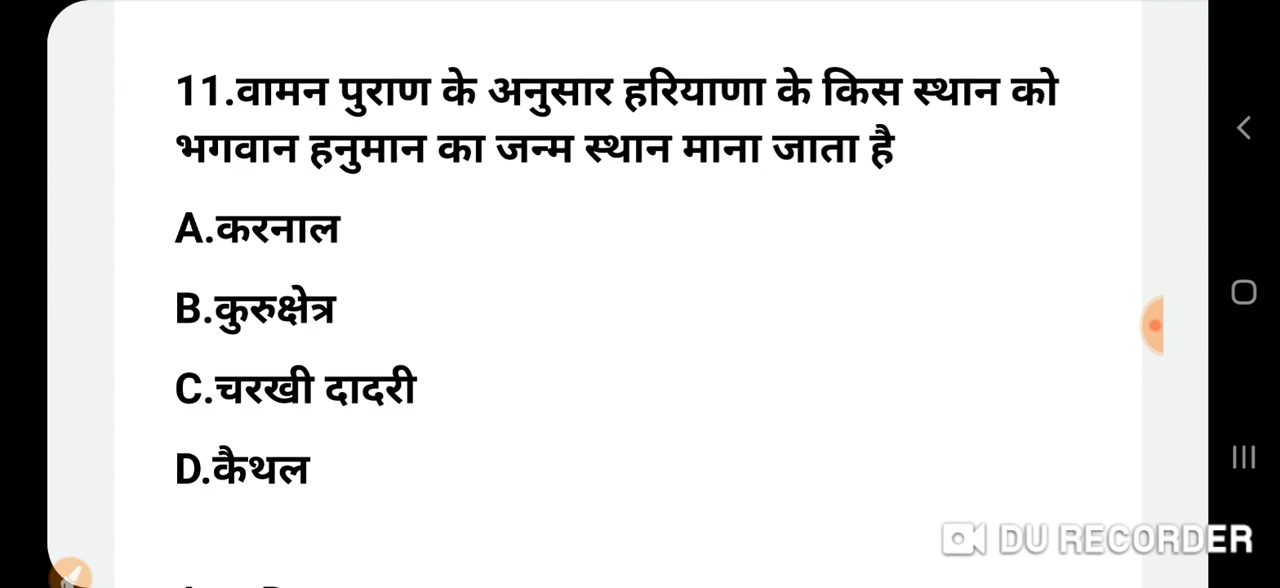 11.वामन पुराण के अनुसार हरियाणा के किस स्थान को
भगवान हनुमान का जन्म स्थान माना जाता है
A.करनाल
B.कुरुक्षेत्र
C.चरखी दादरी
D.कैथल
DU RECORDER